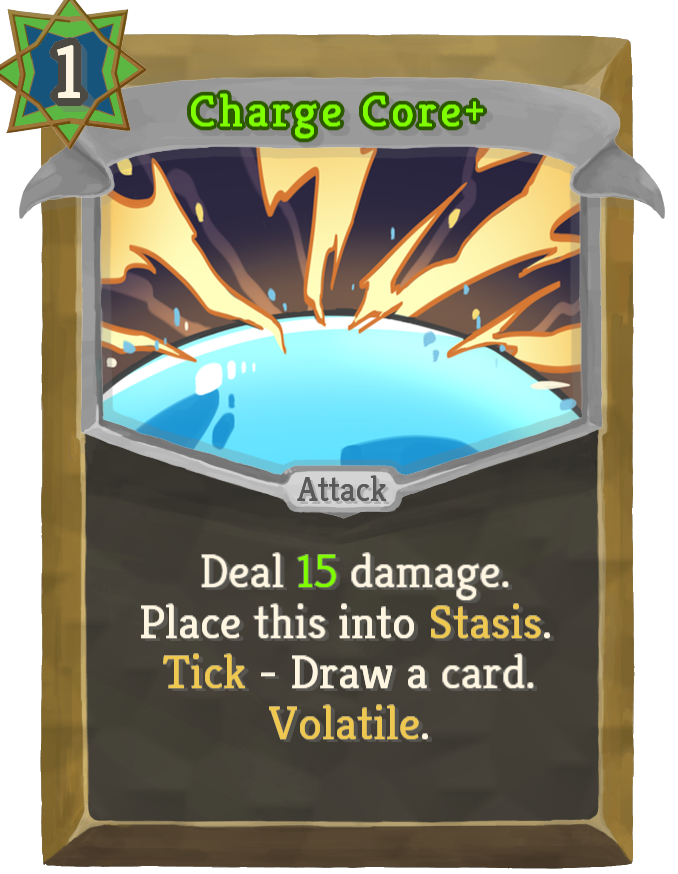 1
Charge Core+
Attack
Deal 15 damage.
Place this into Stasis.
Tick - Draw a card.
Volatile.